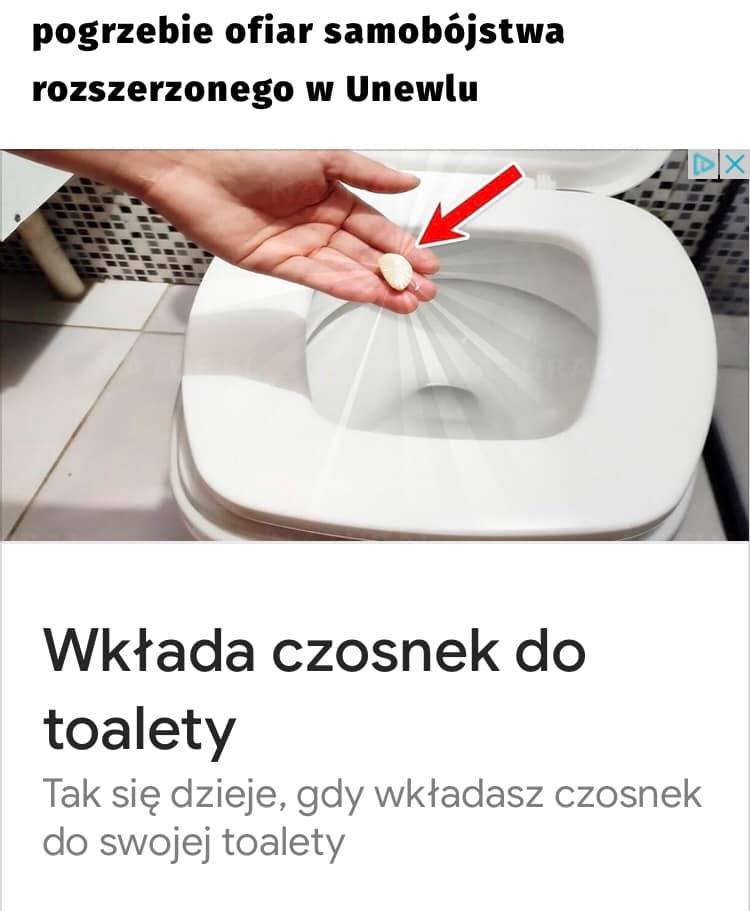 pogrzebie ofiar samobójstwa
rozszerzonego w Unewlu
Wkłada czosnek do
toalety
Tak się dzieje, gdy wkładasz czosnek
do swojej toalety